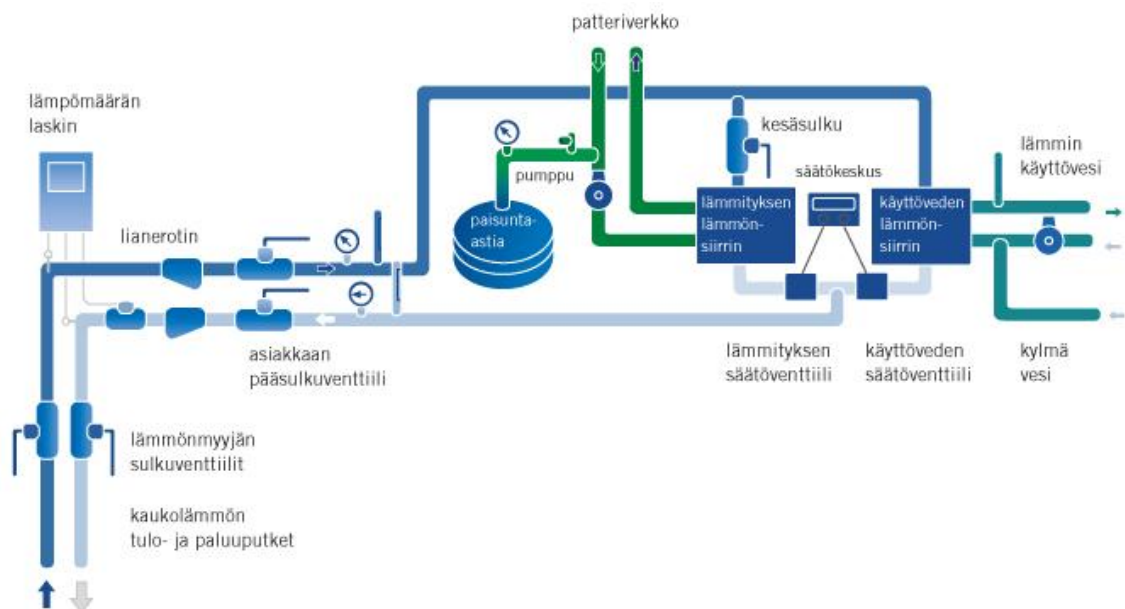 patteriverkko
lämpömäärän
laskin
kesäsulku
lämmin
käyttövesi
pumppu
säätökeskus
lianerotin
paisunta-
astia
lämmityksen
lämmön-
siirrin
käyttöveden
lämmön-
siirrin
asiakkaan
pääsulkuventtiili
lämmityksen
säätöventtiili
käyttöveden
säätöventtiili
kylmä
vesi
lämmönmyyjän
sulkuventtiilit
kaukolämmön
tulo- ja paluuputket